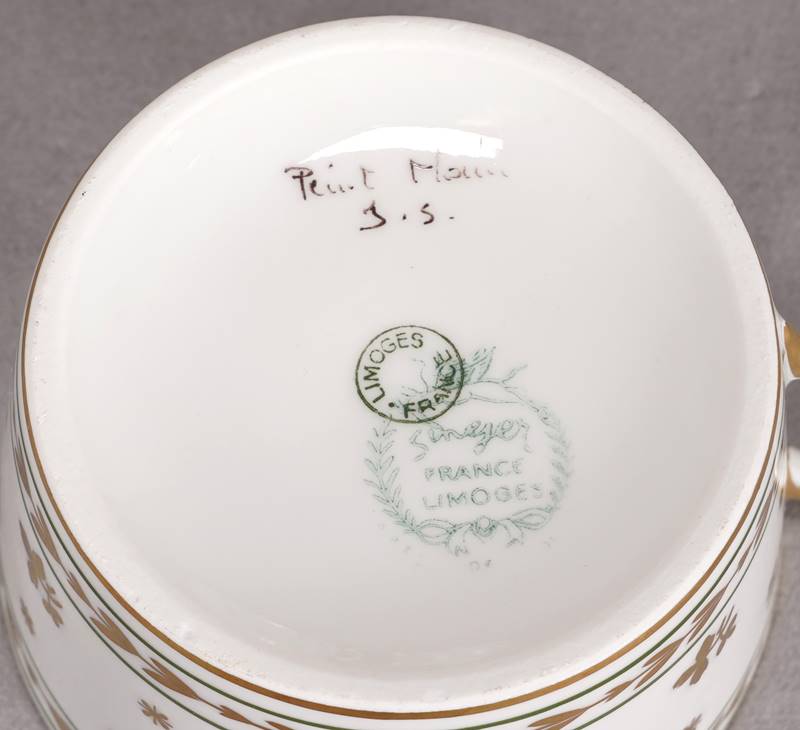 Peint Main
J.S.
LIMOGES
FRANCE
FRANCE
LIMOGES